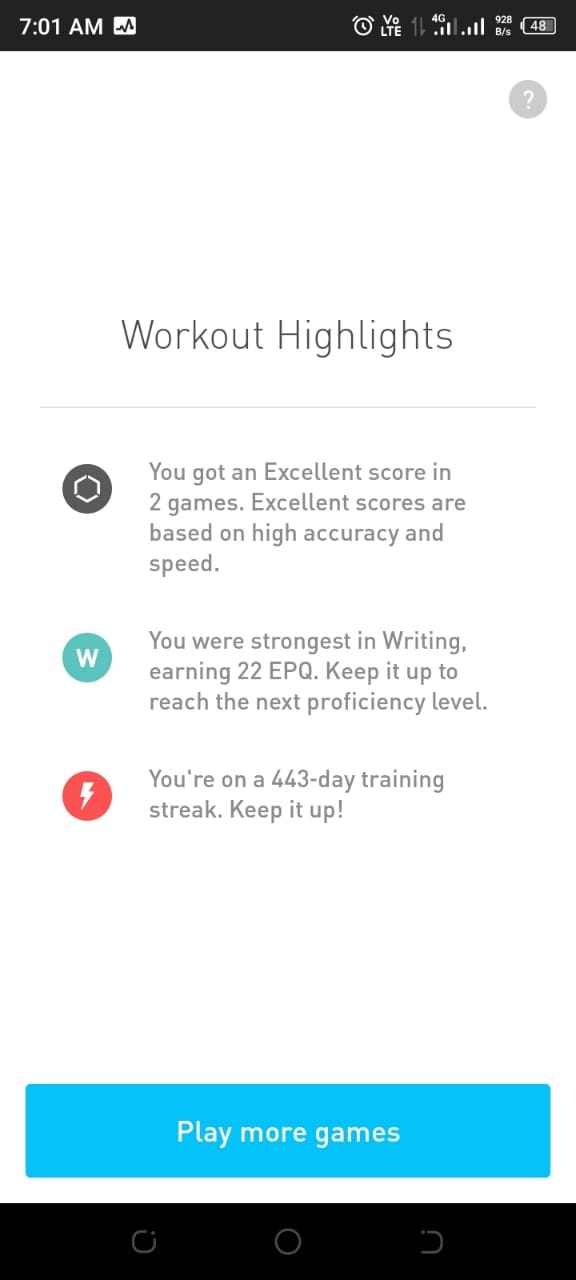 7:01 AM
Vo LTE 4G 928 B/s 48
?
Workout Highlights
You got an Excellent score in
2 games. Excellent scores are
based on high accuracy and
speed.
W
You were strongest in Writing,
earning 22 EPQ. Keep it up to
reach the next proficiency level.
You're on a 443-day training
streak. Keep it up!
Play more games